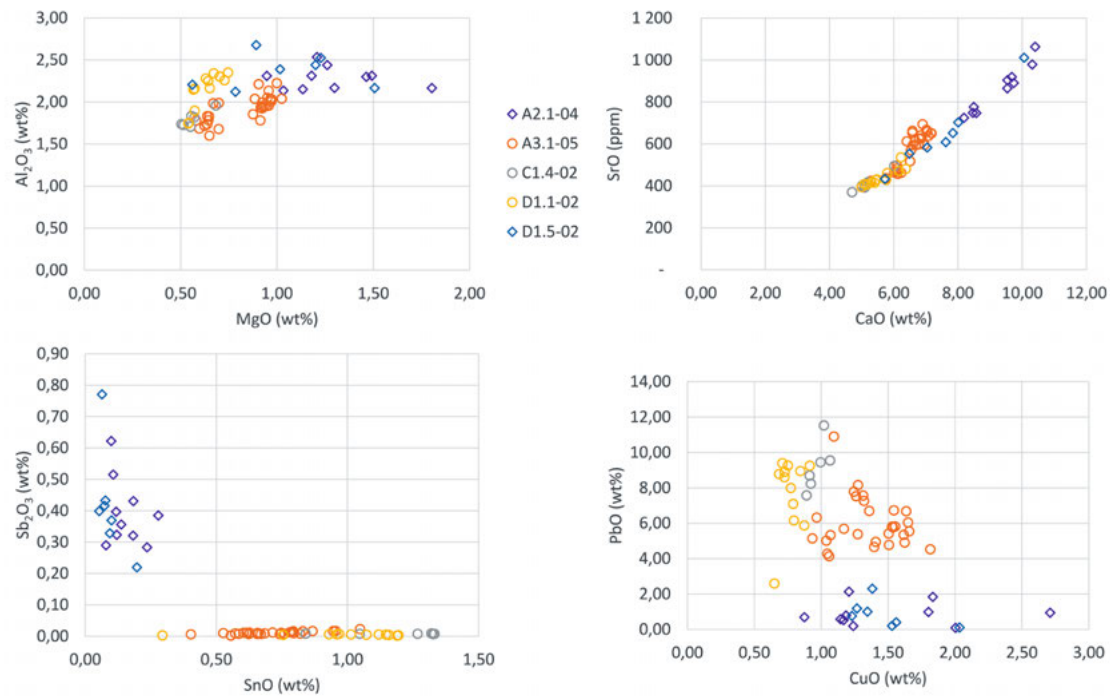 3,00
2,50
2,00
1,50
1,00
0,50
0,00
Al₂O₃ (wt%)
0,00 0,50 1,00 1,50 2,00
MgO (wt%)
A2.1-04
A3.1-05
C1.4-02
D1.1-02
D1.5-02
1 200
1 000
800
600
400
200
-
SrO (ppm)
0,00 2,00 4,00 6,00 8,00 10,00 12,00
CaO (wt%)
0,90
0,80
0,70
0,60
0,50
0,40
0,30
0,20
0,10
0,00
Sb₂O₃ (wt%)
0,00 0,50 1,00 1,50
SnO (wt%)
14,00
12,00
10,00
8,00
6,00
4,00
2,00
0,00
PbO (wt%)
0,00 0,50 1,00 1,50 2,00 2,50 3,00
CuO (wt%)